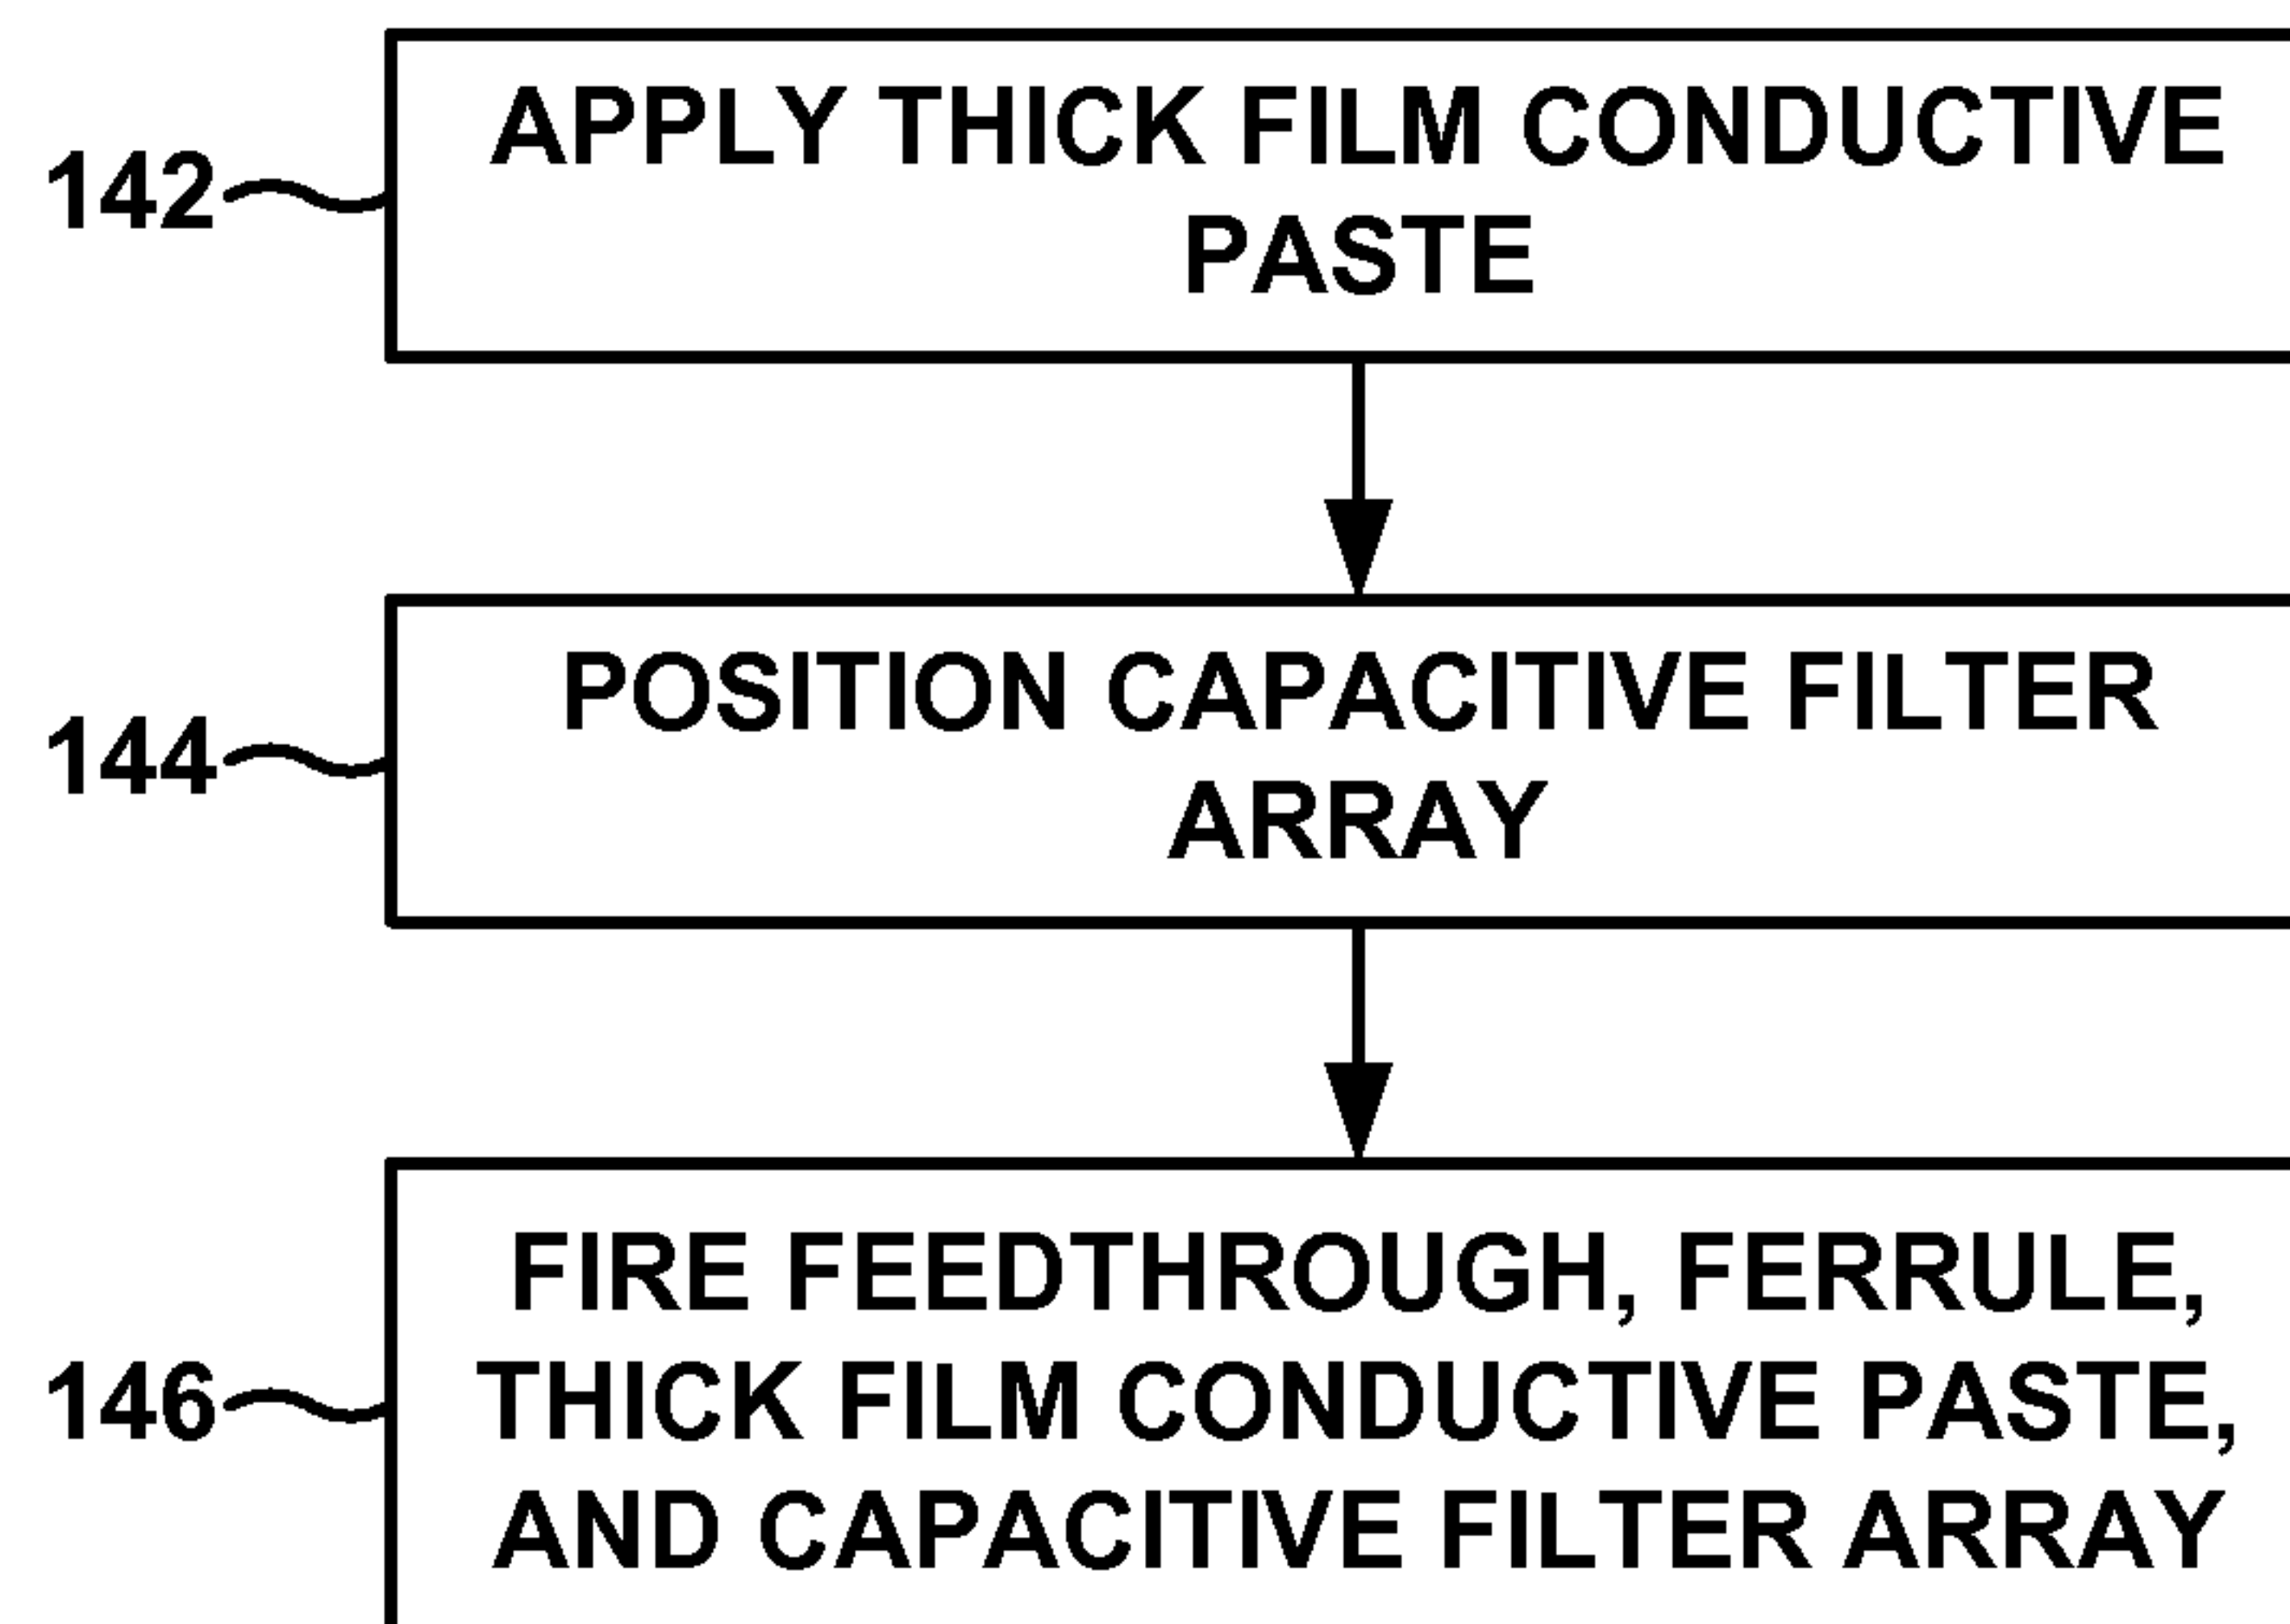 142
APPLY THICK FILM CONDUCTIVE
PASTE
144
POSITION CAPACITIVE FILTER
ARRAY
146
FIRE FEEDTHROUGH, FERRULE,
THICK FILM CONDUCTIVE PASTE,
AND CAPACITIVE FILTER ARRAY